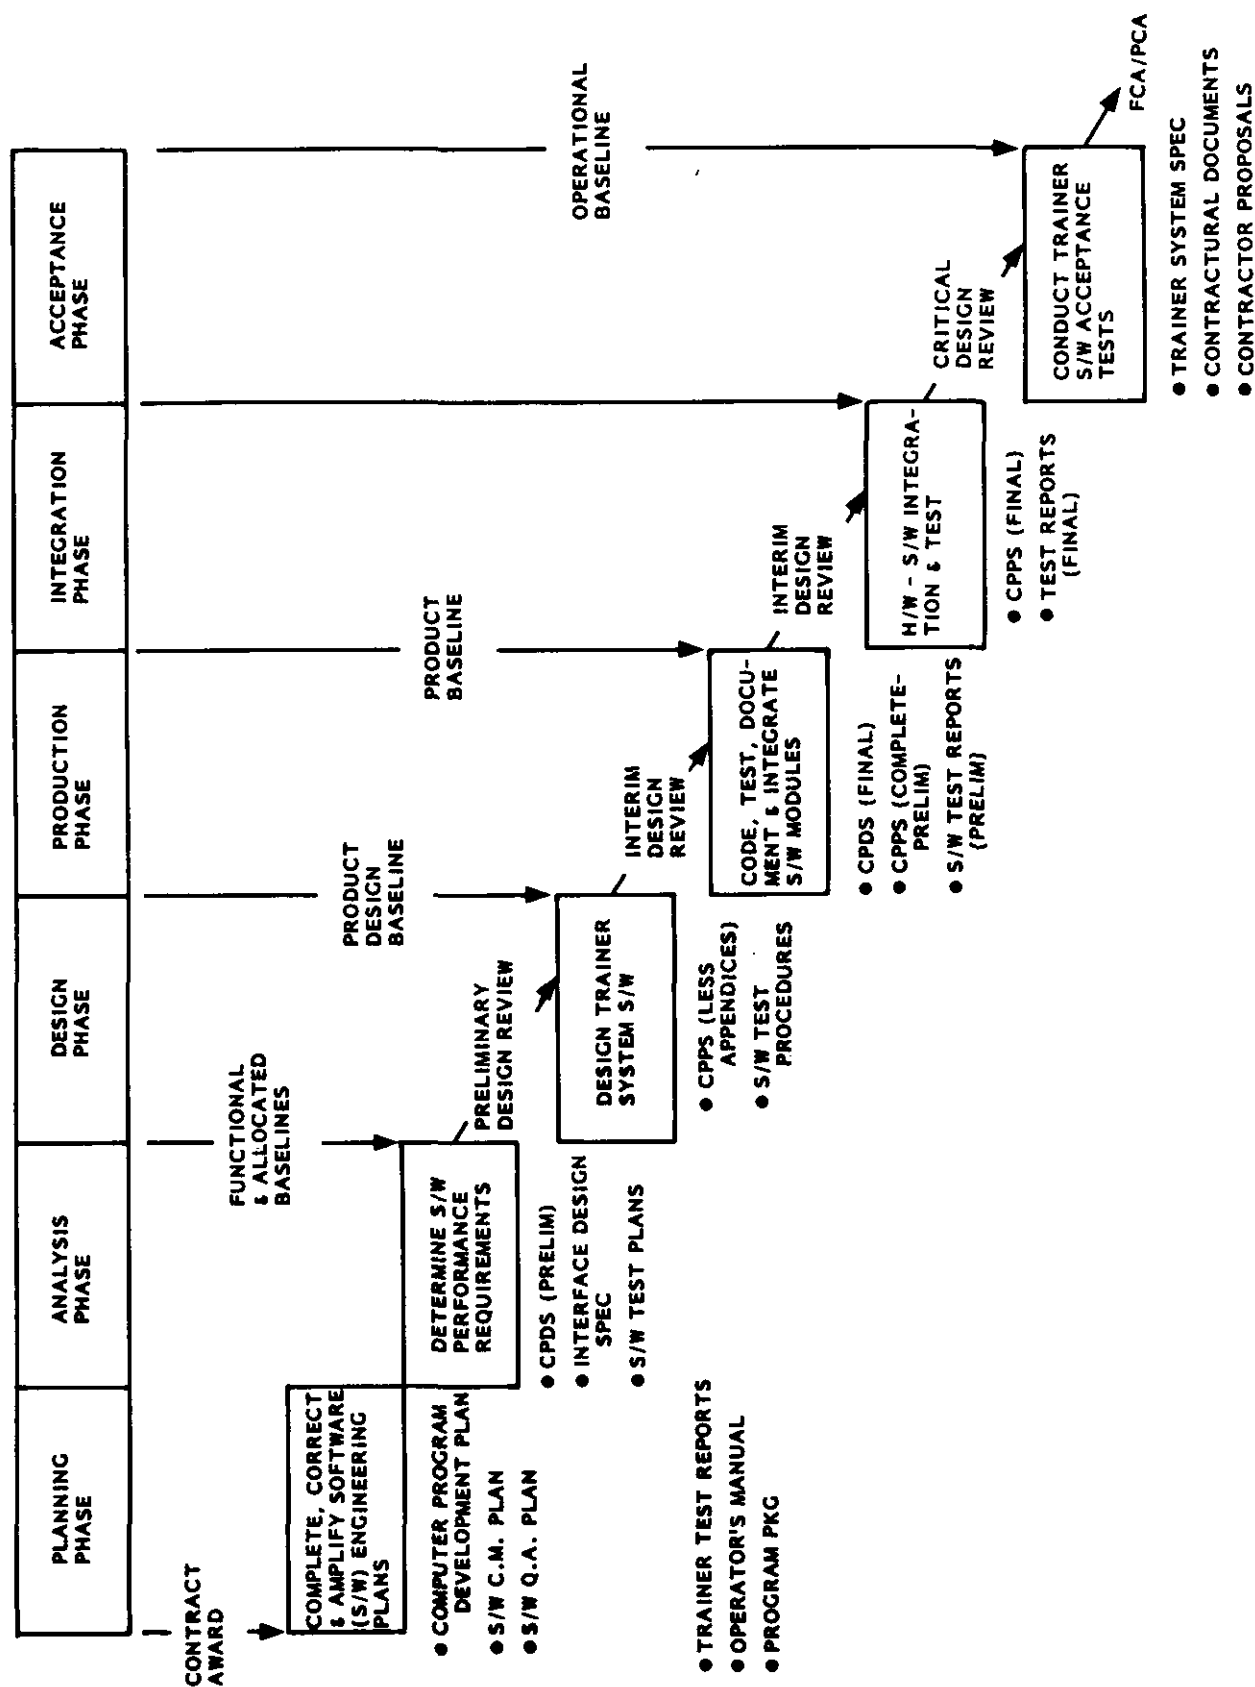 PLANNING
PHASE
ANALYSIS
PHASE
DESIGN
PHASE
PRODUCTION
PHASE
INTEGRATION
PHASE
ACCEPTANCE
PHASE
CONTRACT
AWARD
FUNCTIONAL
& ALLOCATED
BASELINES
PRODUCT
DESIGN
BASELINE
PRODUCT
BASELINE
OPERATIONAL
BASELINE
COMPLETE, CORRECT
& AMPLIFY SOFTWARE
(S/W) ENGINEERING
PLANS
● COMPUTER PROGRAM
DEVELOPMENT PLAN
● S/W C.M. PLAN
● S/W Q.A. PLAN
DETERMINE S/W
PERFORMANCE
REQUIREMENTS
PRELIMINARY
DESIGN REVIEW
● CPDS (PRELIM)
● INTERFACE DESIGN
SPEC
● S/W TEST PLANS
DESIGN TRAINER
SYSTEM S/W
INTERIM
DESIGN
REVIEW
● CPPS (LESS
APPENDICES)
● S/W TEST
PROCEDURES
CODE, TEST, DOCU-
MENT & INTEGRATE
S/W MODULES
INTERIM
DESIGN
REVIEW
● CPDS (FINAL)
● CPPS (COMPLETE-
PRELIM)
● S/W TEST REPORTS
(PRELIM)
H/W - S/W INTEGRA-
TION & TEST
CRITICAL
DESIGN
REVIEW
● CPPS (FINAL)
● TEST REPORTS
(FINAL)
CONDUCT TRAINER
S/W ACCEPTANCE
TESTS
FCA/PCA
● TRAINER SYSTEM SPEC
● CONTRACTURAL DOCUMENTS
● CONTRACTOR PROPOSALS
● TRAINER TEST REPORTS
● OPERATOR'S MANUAL
● PROGRAM PKG